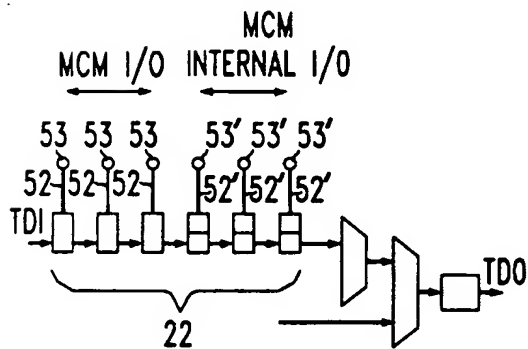 MCM
MCM I/O INTERNAL I/O
53 53 53 53' 53' 53'
52 52 52 52' 52' 52'
TDI
TDO
22